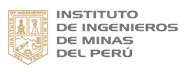 INSTITUTO
DE INGENIEROS
DE MINAS
DEL PERÚ